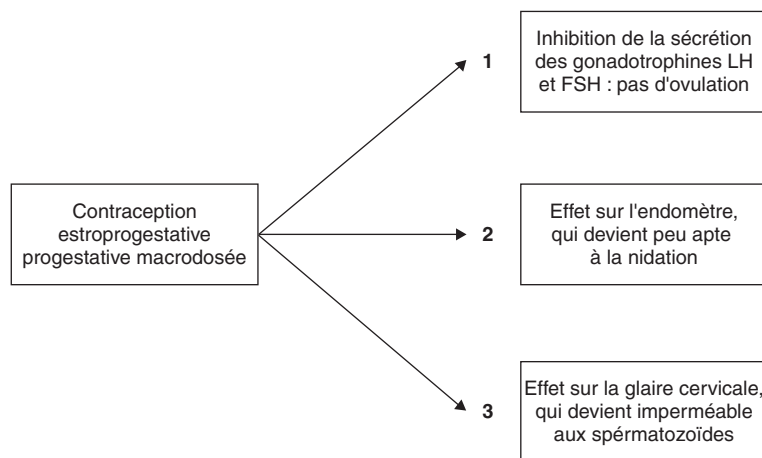 1
Inhibition de la sécrétion
des gonadotrophines LH
et FSH : pas d'ovulation
Contraception
estroprogestative
progestative macrodosée
2
Effet sur l'endomètre,
qui devient peu apte
à la nidation
3
Effet sur la glaire cervicale,
qui devient imperméable
aux spérmatozoïdes